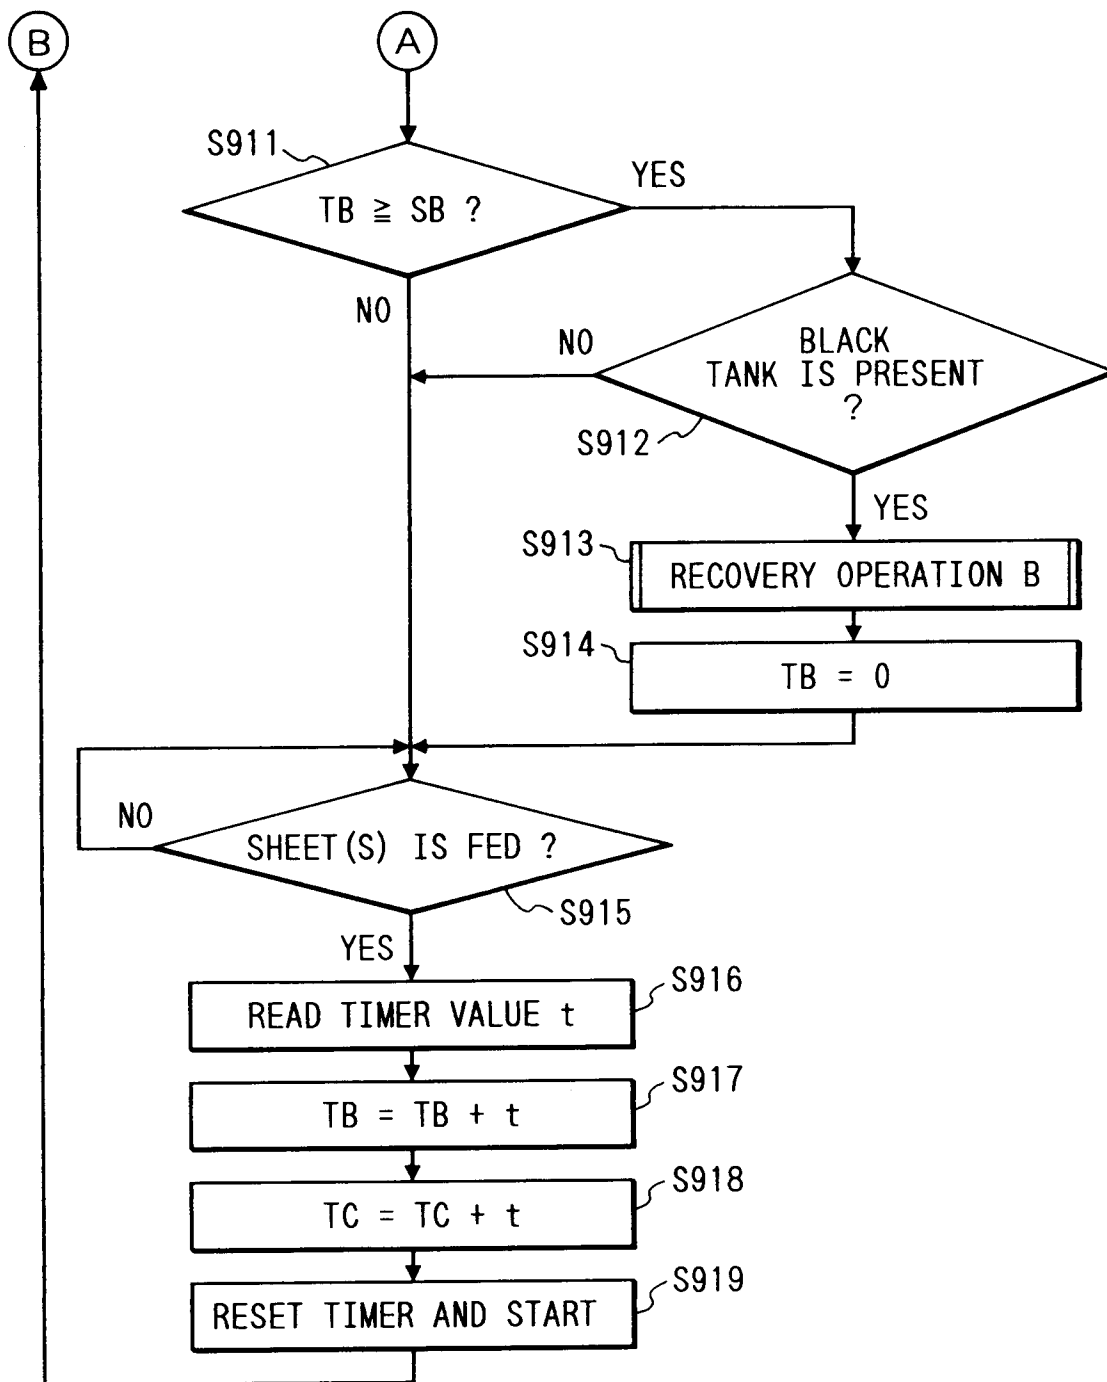 B
A
S911
TB ≧ SB ?
YES
NO
BLACK
TANK IS PRESENT
?
NO
S912
YES
S913
RECOVERY OPERATION B
S914
TB = 0
NO
SHEET(S) IS FED ?
S915
YES
S916
READ TIMER VALUE t
S917
TB = TB + t
S918
TC = TC + t
S919
RESET TIMER AND START